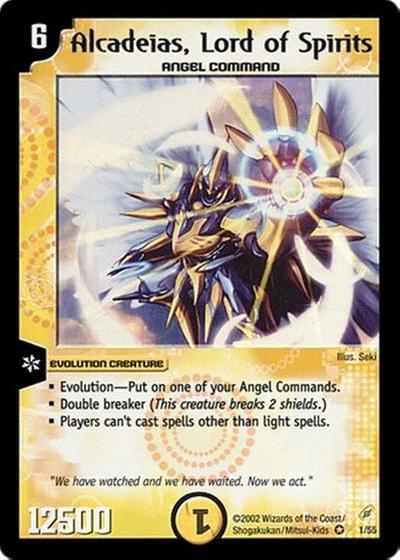 6
Alcadeias, Lord of Spirits
ANGEL COMMAND
Illus. Seki
EVOLUTION CREATURE
▪ Evolution—Put on one of your Angel Commands.
▪ Double breaker (This creature breaks 2 shields.)
▪ Players can't cast spells other than light spells.
"We have watched and we have waited. Now we act."
12500
1
©2002 Wizards of the Coast/
Shogakukan/Mitsui-Kids ✪ 1/55